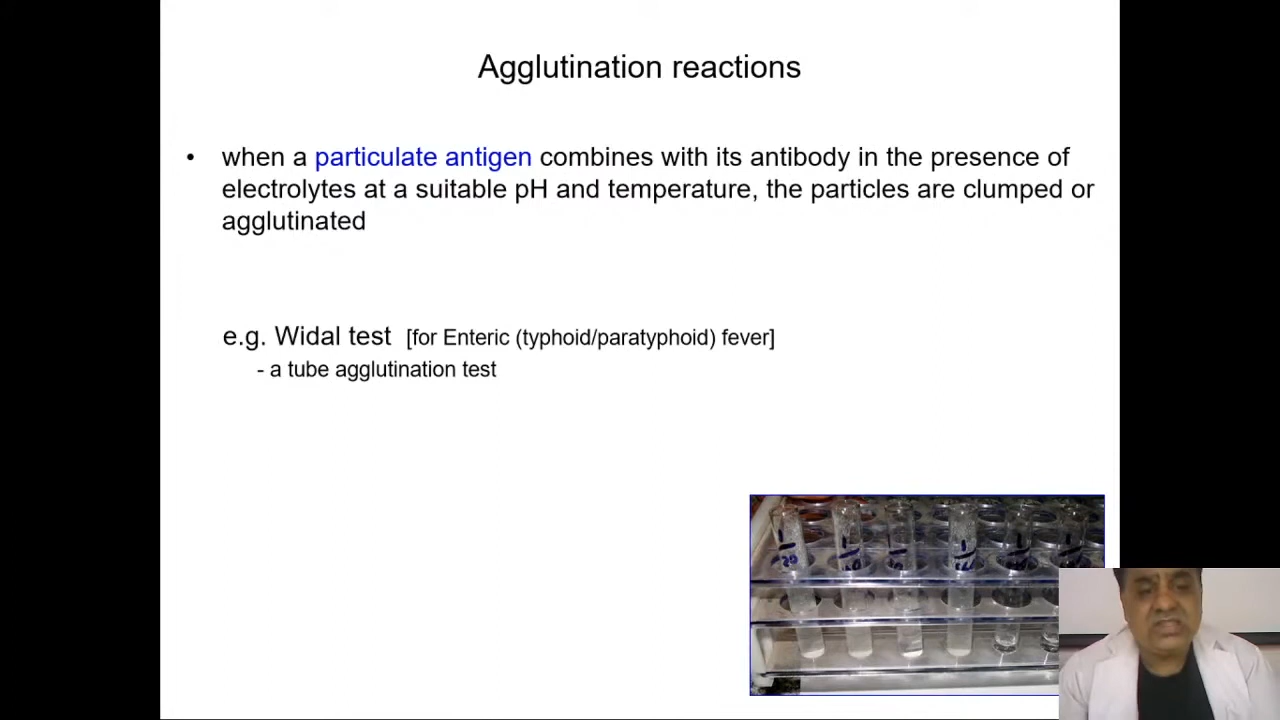 Agglutination reactions
• when a particulate antigen combines with its antibody in the presence of
electrolytes at a suitable pH and temperature, the particles are clumped or
agglutinated
e.g. Widal test [for Enteric (typhoid/paratyphoid) fever]
- a tube agglutination test